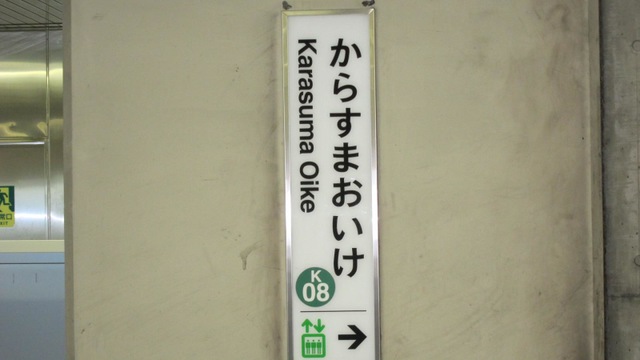 からすまおいけ
Karasuma Oike
K
08
→